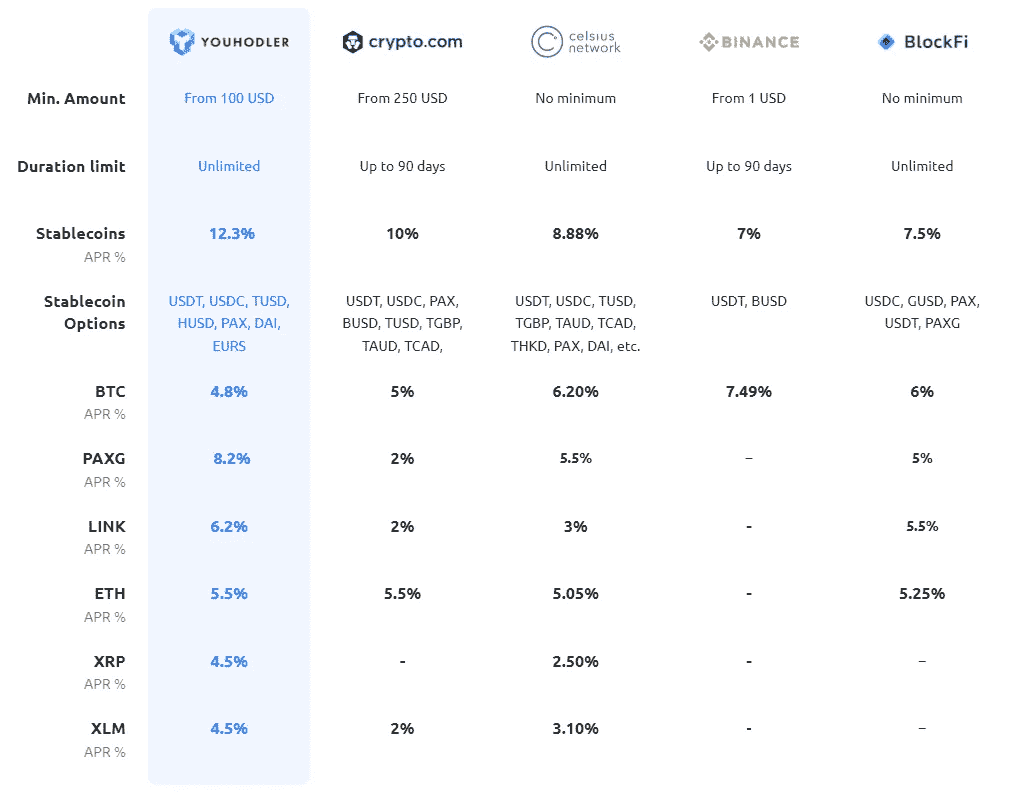 YOUHODLER crypto.com celsius network BINANCE BlockFi
Min. Amount From 100 USD From 250 USD No minimum From 1 USD No minimum
Duration limit Unlimited Up to 90 days Unlimited Up to 90 days Unlimited
Stablecoins 12.3% 10% 8.88% 7% 7.5%
APR %
Stablecoin USDT, USDC, TUSD, USDT, USDC, PAX, USDT, USDC, TUSD, USDT, BUSD USDC, GUSD, PAX,
Options HUSD, PAX, DAI, BUSD, TUSD, TGBP, TGBP, TAUD, TCAD, USDT, PAXG
EURS TAUD, TCAD, THKD, PAX, DAI, etc.
BTC 4.8% 5% 6.20% 7.49% 6%
APR %
PAXG 8.2% 2% 5.5% – 5%
APR %
LINK 6.2% 2% 3% - 5.5%
APR %
ETH 5.5% 5.5% 5.05% - 5.25%
APR %
XRP 4.5% - 2.50% - –
APR %
XLM 4.5% 2% 3.10% - –
APR %